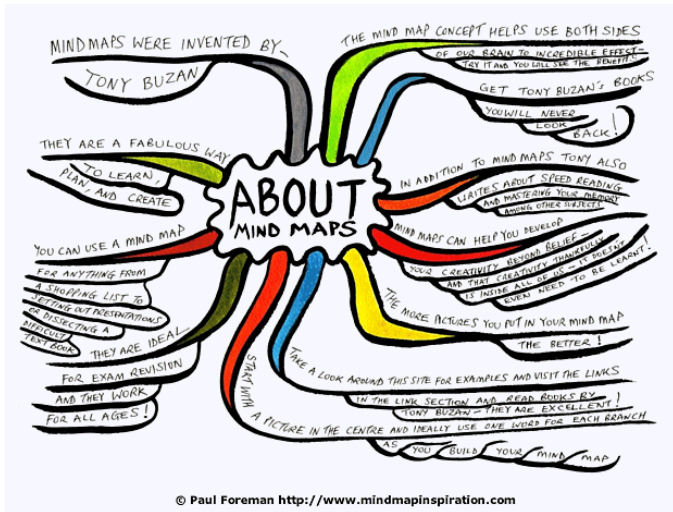 MIND MAPS WERE INVENTED BY -
TONY BUZAN
THE MIND MAP CONCEPT HELPS USE BOTH SIDES
OF OUR BRAIN TO INCREDIBLE EFFECT -
TRY IT AND YOU WILL SEE THE BENEFIT!
GET TONY BUZAN'S BOOKS
YOU WILL NEVER
LOOK
BACK!
THEY ARE A FABULOUS WAY
TO LEARN,
PLAN, AND CREATE
ABOUT
MIND MAPS
IN ADDITION TO MIND MAPS TONY ALSO
WRITES ABOUT SPEED READING
AND MASTERING YOUR MEMORY
AMONG OTHER SUBJECTS
YOU CAN USE A MIND MAP
FOR ANYTHING FROM
A SHOPPING LIST TO
SETTING OUT PRESENTATIONS
OR DISSECTING A
DIFFICULT
TEXT BOOK
MIND MAPS CAN HELP YOU DEVELOP
YOUR CREATIVITY BEYOND BELIEF -
AND THAT CREATIVITY THANKFULLY
IS INSIDE ALL OF US - IT DOESN'T
EVEN NEED TO BE LEARNT!
THEY ARE IDEAL
FOR EXAM REVISION
AND THEY WORK
FOR ALL AGES!
THE MORE PICTURES YOU PUT IN YOUR MIND MAP
THE BETTER!
TAKE A LOOK AROUND THIS SITE FOR EXAMPLES AND VISIT THE LINKS
IN THE LINK SECTION AND READ BOOKS BY
TONY BUZAN - THEY ARE EXCELLENT!
START WITH A PICTURE IN THE CENTRE AND IDEALLY USE ONE WORD FOR EACH BRANCH
AS YOU BUILD YOUR MIND MAP
© Paul Foreman http://www.mindmapinspiration.com